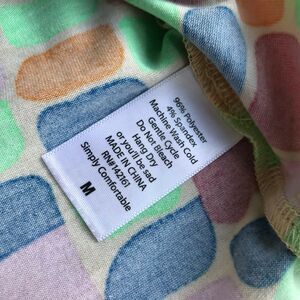 96% Polyester
4% Spandex
Machine Wash Cold
Gentle Cycle
Do Not Bleach
Hang Dry
or you'll be sad
MADE IN CHINA
RN#142161
Simply Comfortable
M